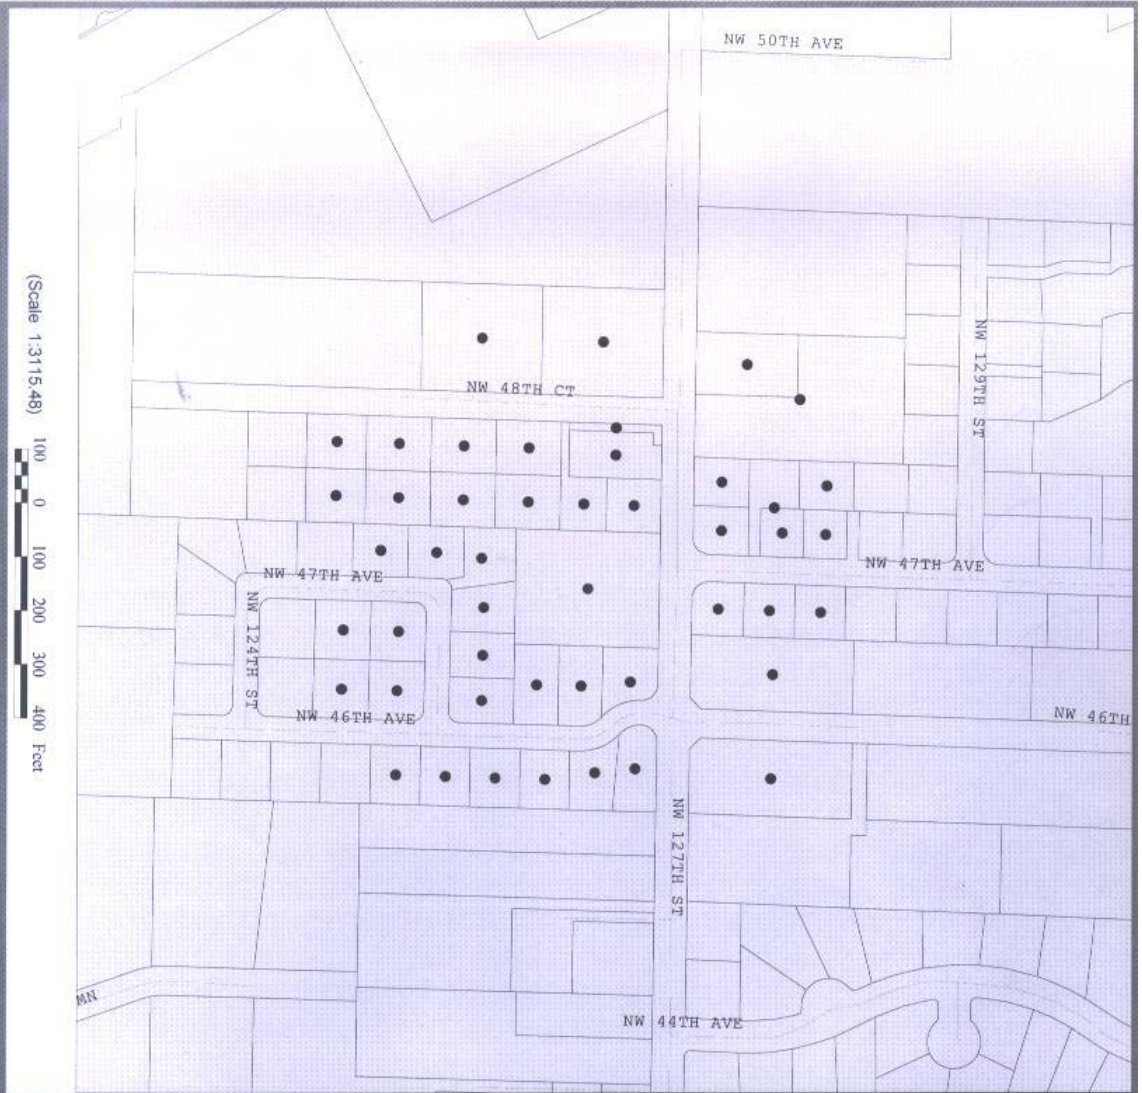 NW 50TH AVE
NW 129TH ST
NW 48TH CT
NW 47TH AVE
NW 47TH AVE
NW 124TH ST
NW 46TH AVE
NW 46TH
NW 127TH ST
NW 44TH AVE
NW
(Scale 1:3115.48)
100 0 100 200 300 400 Feet